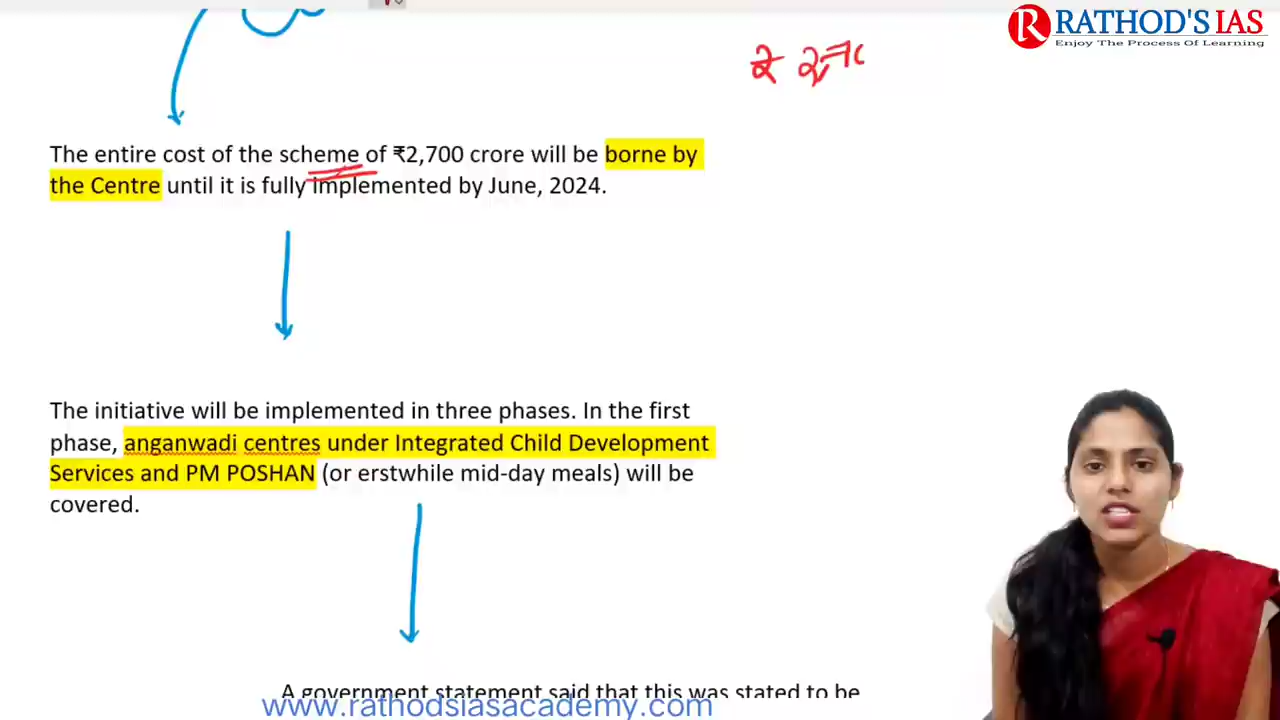 RATHOD'S IAS
Enjoy The Process Of Learning
₹ 2,70
The entire cost of the scheme of ₹2,700 crore will be borne by
the Centre until it is fully implemented by June, 2024.
The initiative will be implemented in three phases. In the first
phase, anganwadi centres under Integrated Child Development
Services and PM POSHAN (or erstwhile mid-day meals) will be
covered.
A government statement said that this was stated to be
www.rathodsiasacademy.com